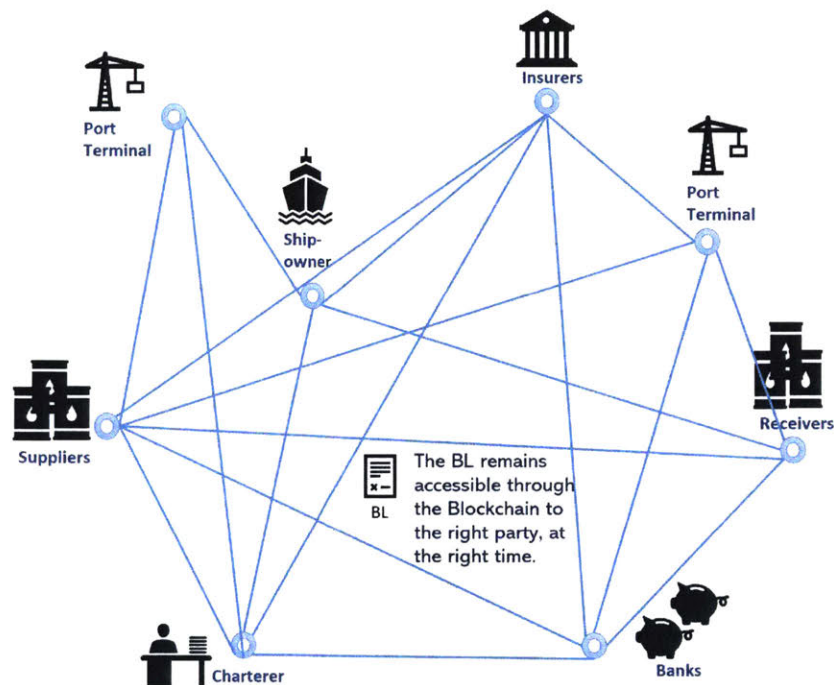 Insurers
Port
Terminal
Port
Terminal
Ship-
owner
Suppliers
Receivers
BL
The BL remains
accessible through
the Blockchain to
the right party, at
the right time.
Charterer
Banks